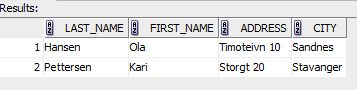 Results:
LAST_NAME FIRST_NAME ADDRESS CITY
1 Hansen Ola Timoteivn 10 Sandnes
2 Pettersen Kari Storgt 20 Stavanger